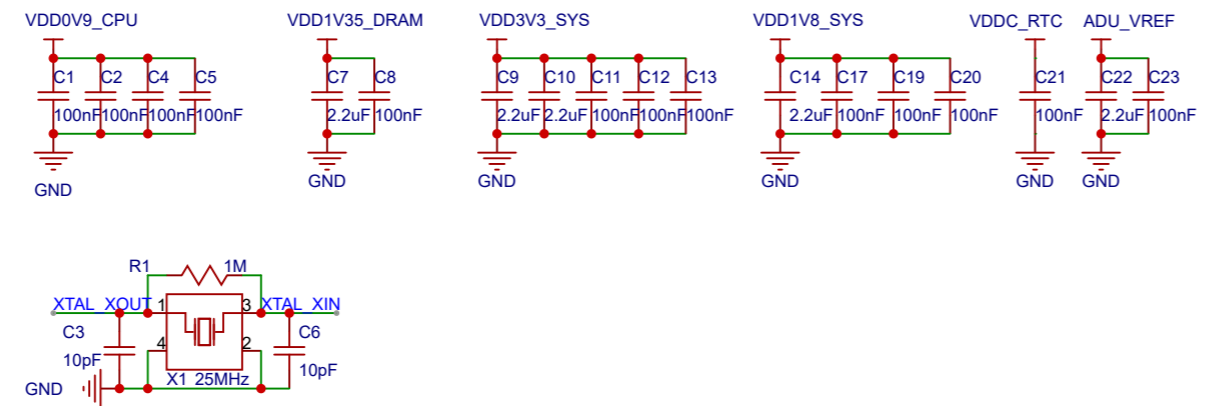 VDD0V9_CPU VDD1V35_DRAM VDD3V3_SYS VDD1V8_SYS VDDC_RTC ADU_VREF
C1 C2 C4 C5 C7 C8 C9 C10 C11 C12 C13 C14 C17 C19 C20 C21 C22 C23
100nF 100nF 100nF 100nF 2.2uF 100nF 2.2uF 2.2uF 100nF 100nF 100nF 2.2uF 100nF 100nF 100nF 100nF 2.2uF 100nF
GND GND GND GND GND GND
R1 1M
XTAL_XOUT 1 3 XTAL_XIN
C3 C6
4 2
10pF 10pF
X1 25MHz
GND